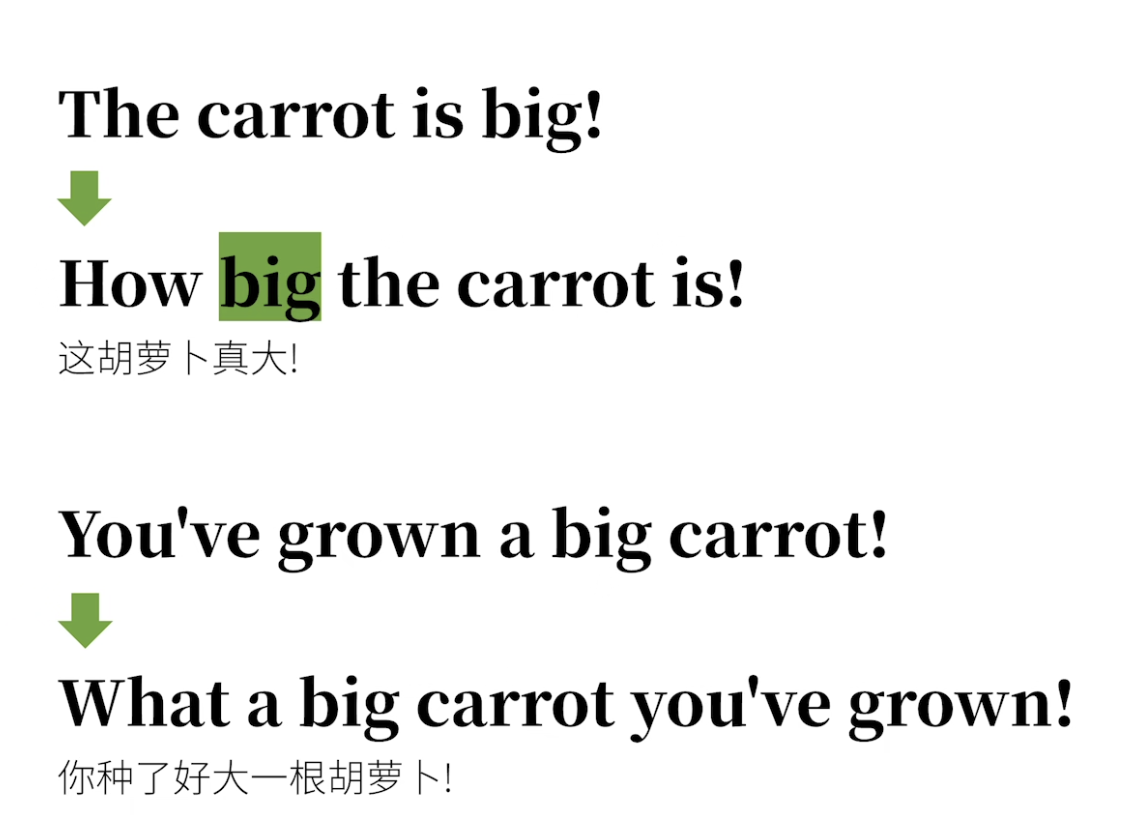 The carrot is big!
How big the carrot is!
这胡萝卜真大!
You've grown a big carrot!
What a big carrot you've grown!
你种了好大一根胡萝卜!